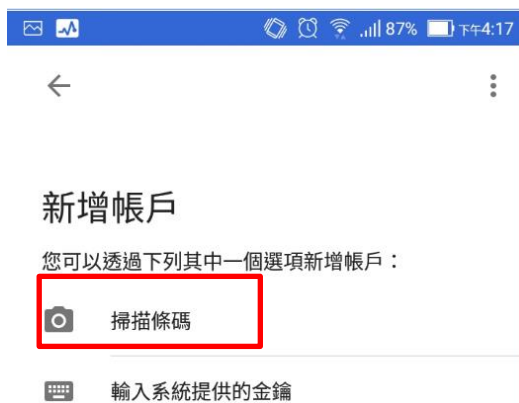 87% 下午4:17
新增帳戶
您可以透過下列其中一個選項新增帳戶：
掃描條碼
輸入系統提供的金鑰